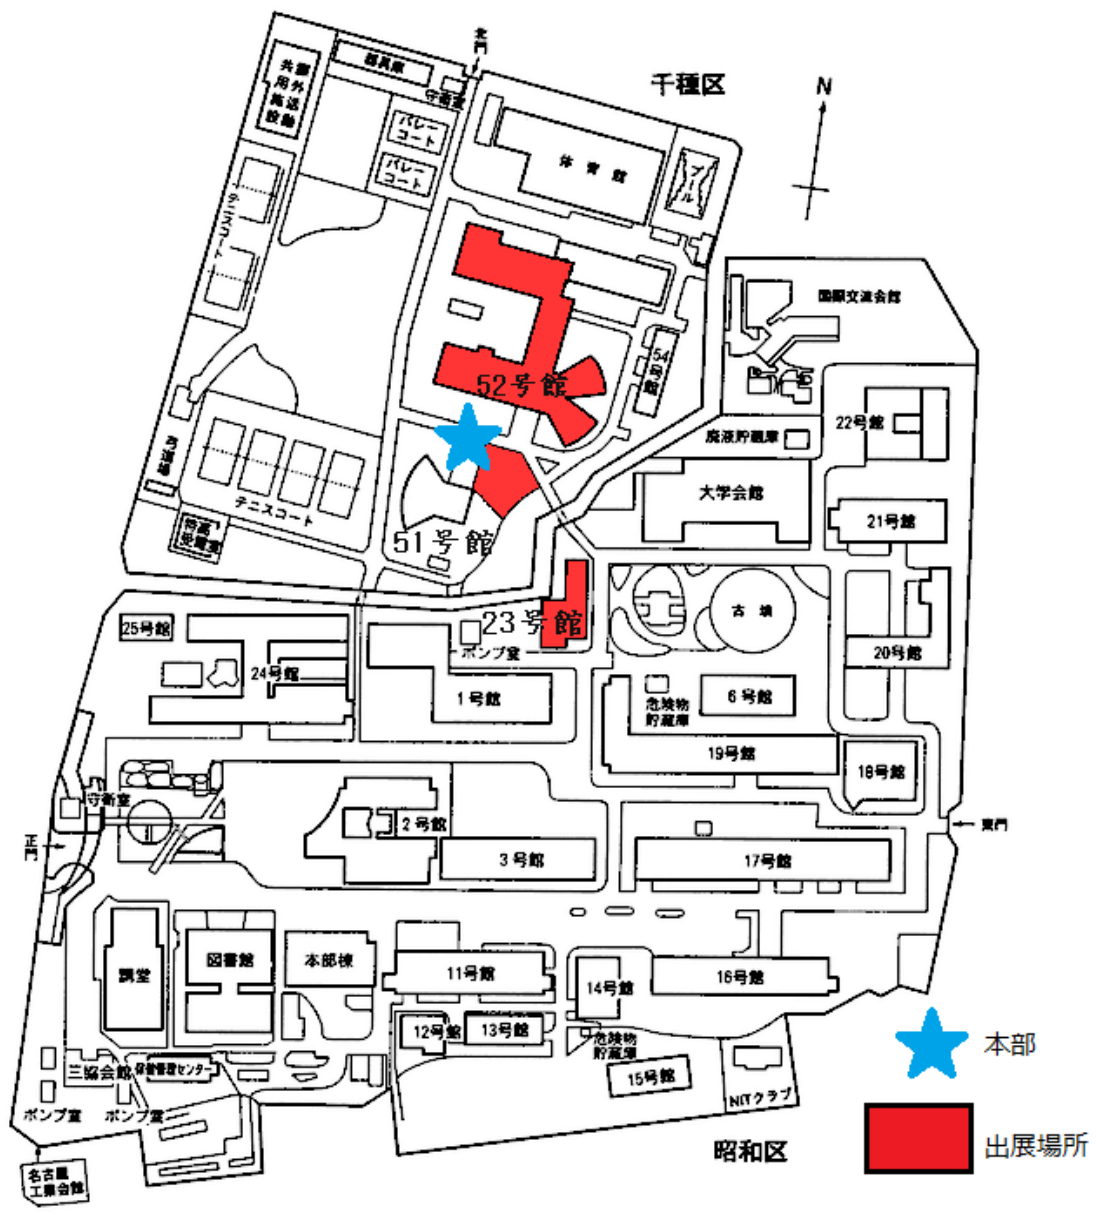 北門
千種区
N
器具庫
守衛室
共御
用外
施運
設動
バレー
コート
バレー
コート
体育館
プール
テニスコート
国際交流会館
54号館
52号館
22号館
廃液貯蔵庫
大学会館
21号館
弓道場
テニスコート
特高
受電室
51号館
23号館
ポンプ室
古墳
20号館
25号館
24号館
1号館
危険物
貯蔵庫
6号館
19号館
18号館
守衛室
正門
2号館
3号館
17号館
東門
講堂
図書館
本部棟
11号館
14号館
16号館
12号館
13号館
危険物
貯蔵庫
15号館
三協会館
保健管理センター
ポンプ室
ポンプ室
NITクラブ
名古屋
工業会館
昭和区
本部
出展場所